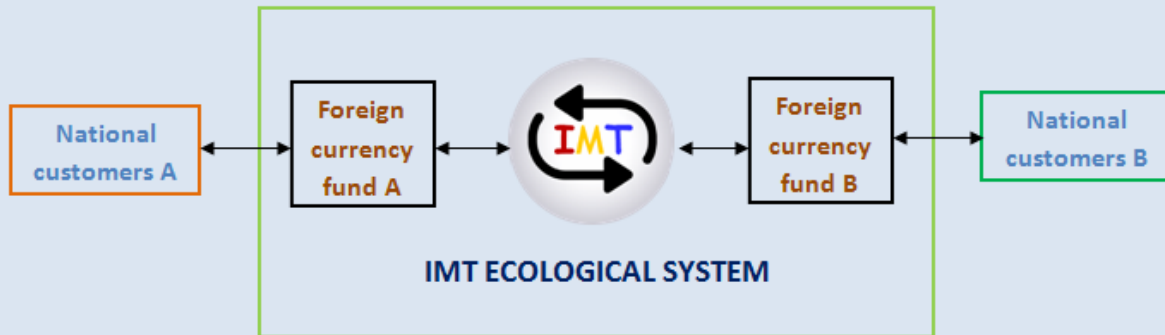 National
customers A
Foreign
currency
fund A
IMT
Foreign
currency
fund B
National
customers B
IMT ECOLOGICAL SYSTEM